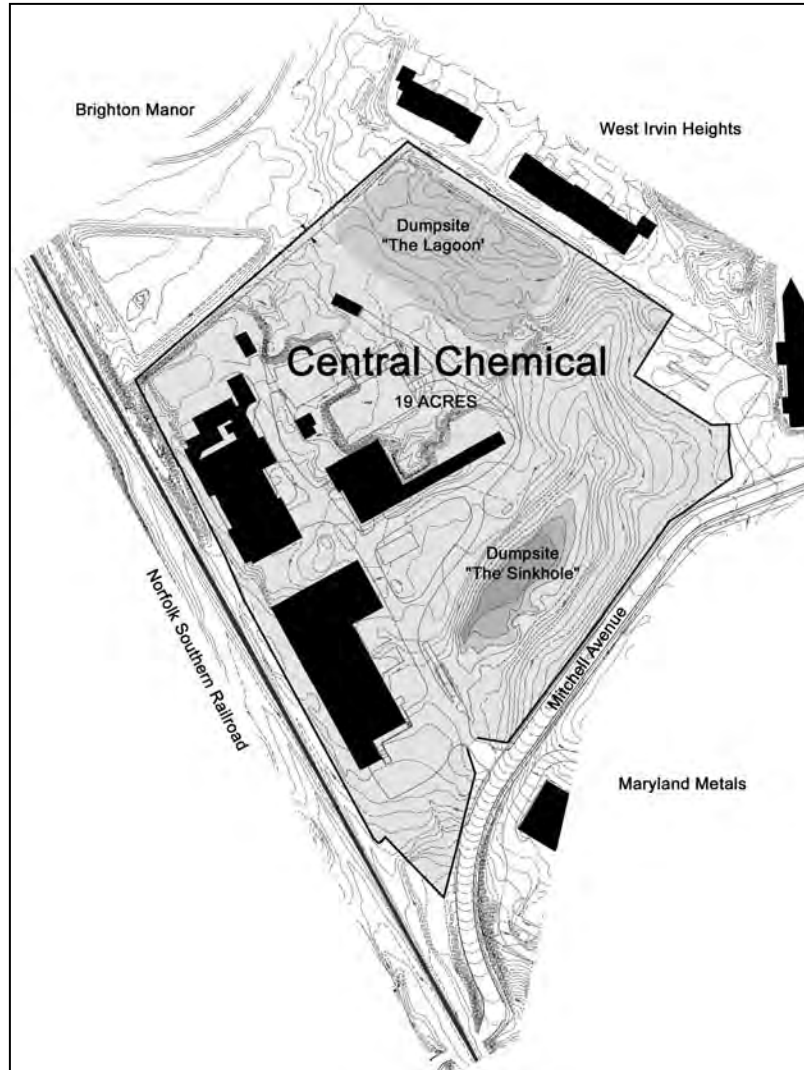 Brighton Manor
West Irvin Heights
Dumpsite
"The Lagoon'
Central Chemical
19 ACRES
Dumpsite
"The Sinkhole"
Norfolk Southern Railroad
Mitchell Avenue
Maryland Metals